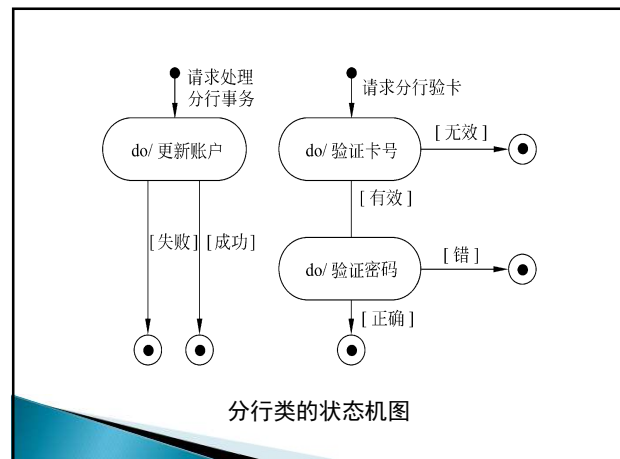 请求处理
分行事务
do/ 更新账户
[失败]
[成功]
请求分行验卡
do/ 验证卡号
[ 无效 ]
[ 有效 ]
do/ 验证密码
[ 错 ]
[ 正确 ]
分行类的状态机图